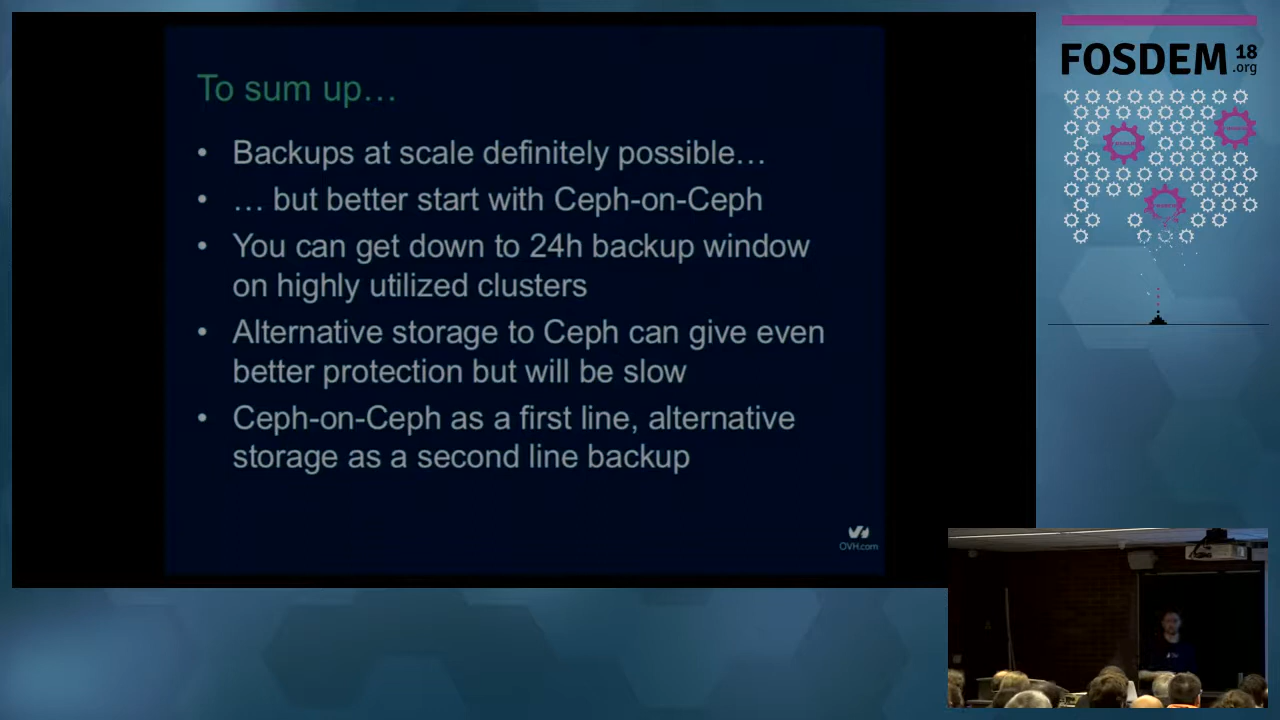 To sum up…
• Backups at scale definitely possible…
• … but better start with Ceph-on-Ceph
• You can get down to 24h backup window
on highly utilized clusters
• Alternative storage to Ceph can give even
better protection but will be slow
• Ceph-on-Ceph as a first line, alternative
storage as a second line backup
OVH.com
FOSDEM 18
.org